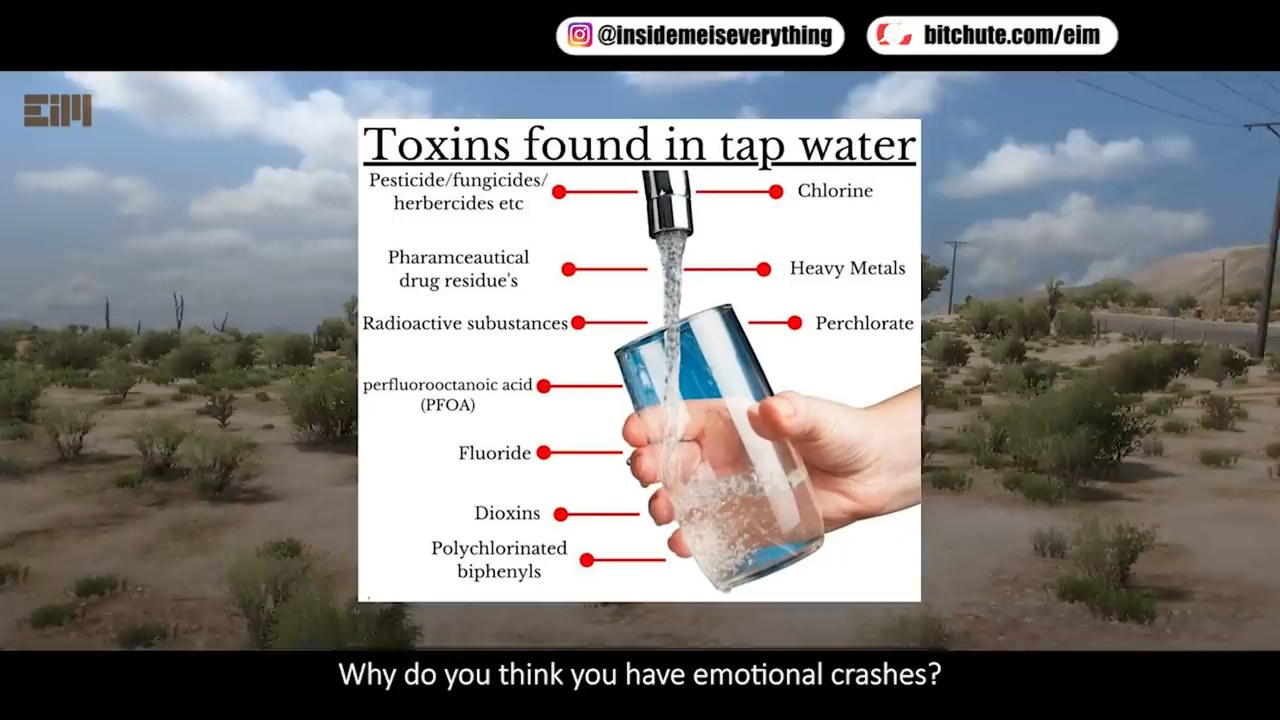 @insidemeiseverything
bitchute.com/eim
EiM
Toxins found in tap water
Pesticide/fungicides/
herbercides etc
Chlorine
Pharamceautical
drug residue's
Heavy Metals
Radioactive subustances
Perchlorate
perfluorooctanoic acid
(PFOA)
Fluoride
Dioxins
Polychlorinated
biphenyls
Why do you think you have emotional crashes?